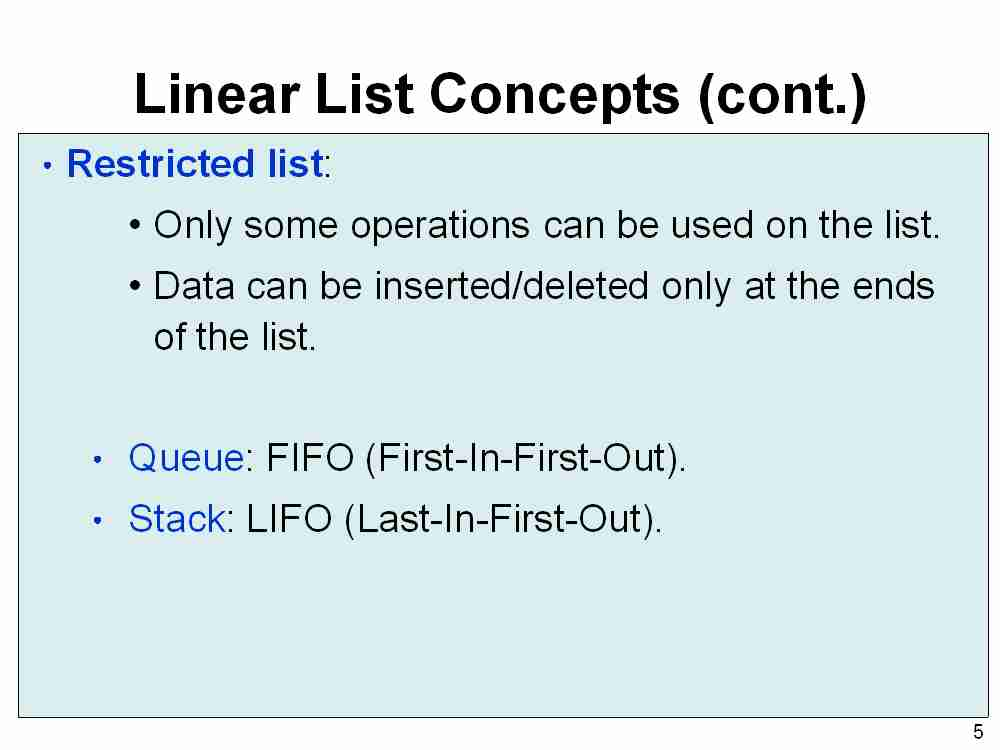 Linear List Concepts (cont.)
• Restricted list:
• Only some operations can be used on the list.
• Data can be inserted/deleted only at the ends
of the list.
• Queue: FIFO (First-In-First-Out).
• Stack: LIFO (Last-In-First-Out).
5